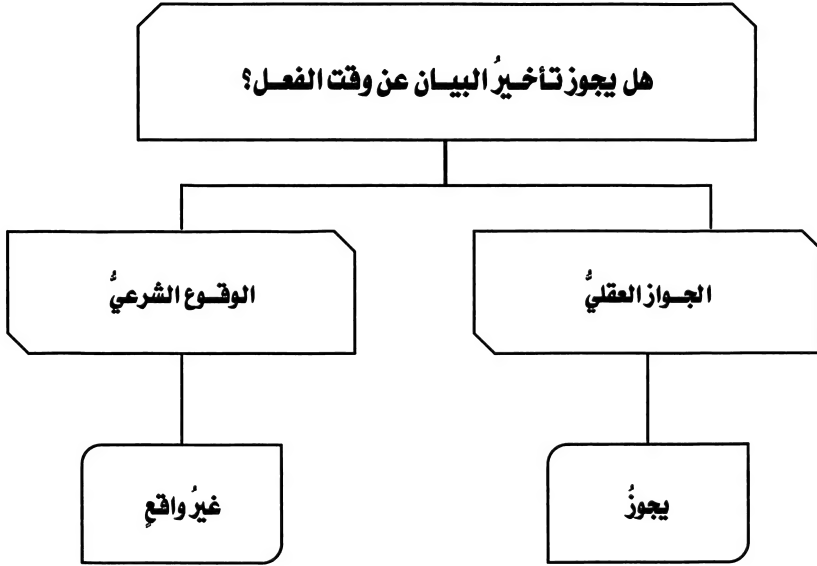 هل يجوز تأخيرُ البيان عن وقت الفعل؟
الجواز العقليُّ
الوقوع الشرعيُّ
يجوزُ
غيرُ واقعٍ